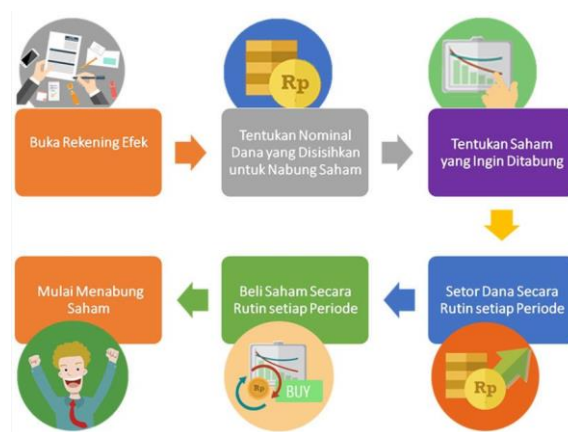 Rp
Buka Rekening Efek
Tentukan Nominal
Dana yang Disisihkan
untuk Nabung Saham
Tentukan Saham
yang Ingin Ditabung
Setor Dana Secara
Rutin setiap Periode
Rp
Beli Saham Secara
Rutin setiap Periode
Rp
BUY
Mulai Menabung
Saham